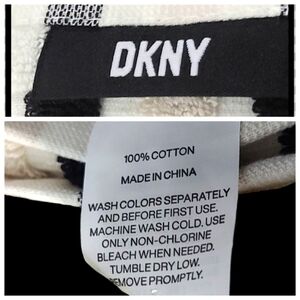 DKNY
100% COTTON
MADE IN CHINA
WASH COLORS SEPARATELY
AND BEFORE FIRST USE.
MACHINE WASH COLD. USE
ONLY NON-CHLORINE
BLEACH WHEN NEEDED.
TUMBLE DRY LOW.
REMOVE PROMPTLY.